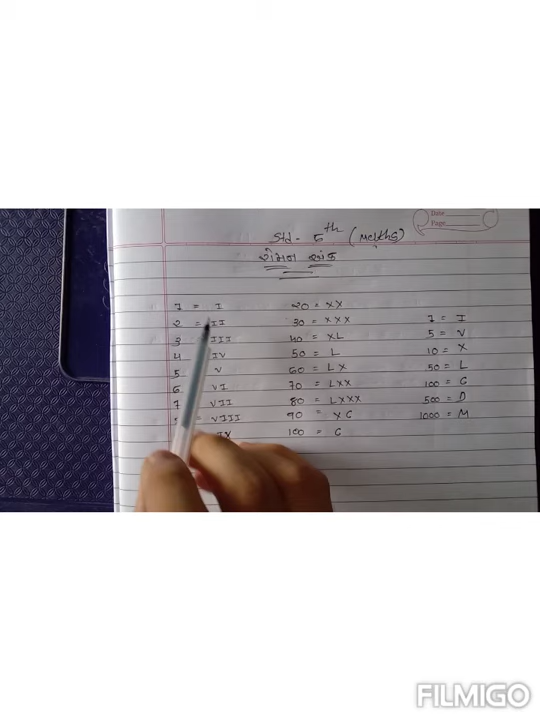 Date
Page
Std - 5th (Maths)
રોમન અંક
1 = I
2 = II
3 III
4 IV
5 V
6 VI
7 VII
= VIII
IX
20 = XX
30 = XXX
40 = XL
50 = L
60 = LX
70 = LXX
80 = LXXX
90 = XC
100 = C
1 = I
5 = V
10 = X
50 = L
100 = C
500 = D
1000 = M
FILMIGO